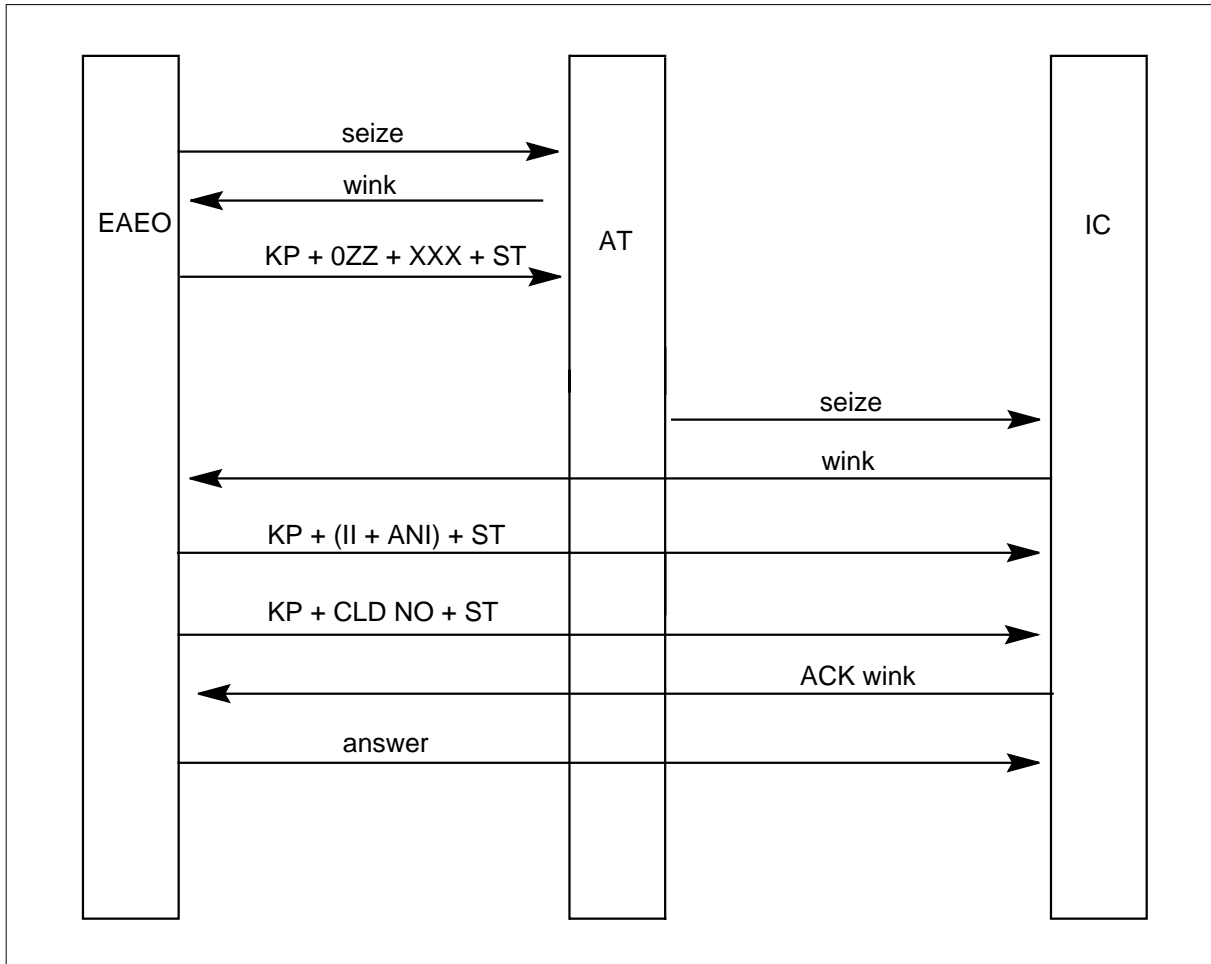 seize
wink
EAEO
AT
IC
KP + 0ZZ + XXX + ST
seize
wink
KP + (II + ANI) + ST
KP + CLD NO + ST
ACK wink
answer